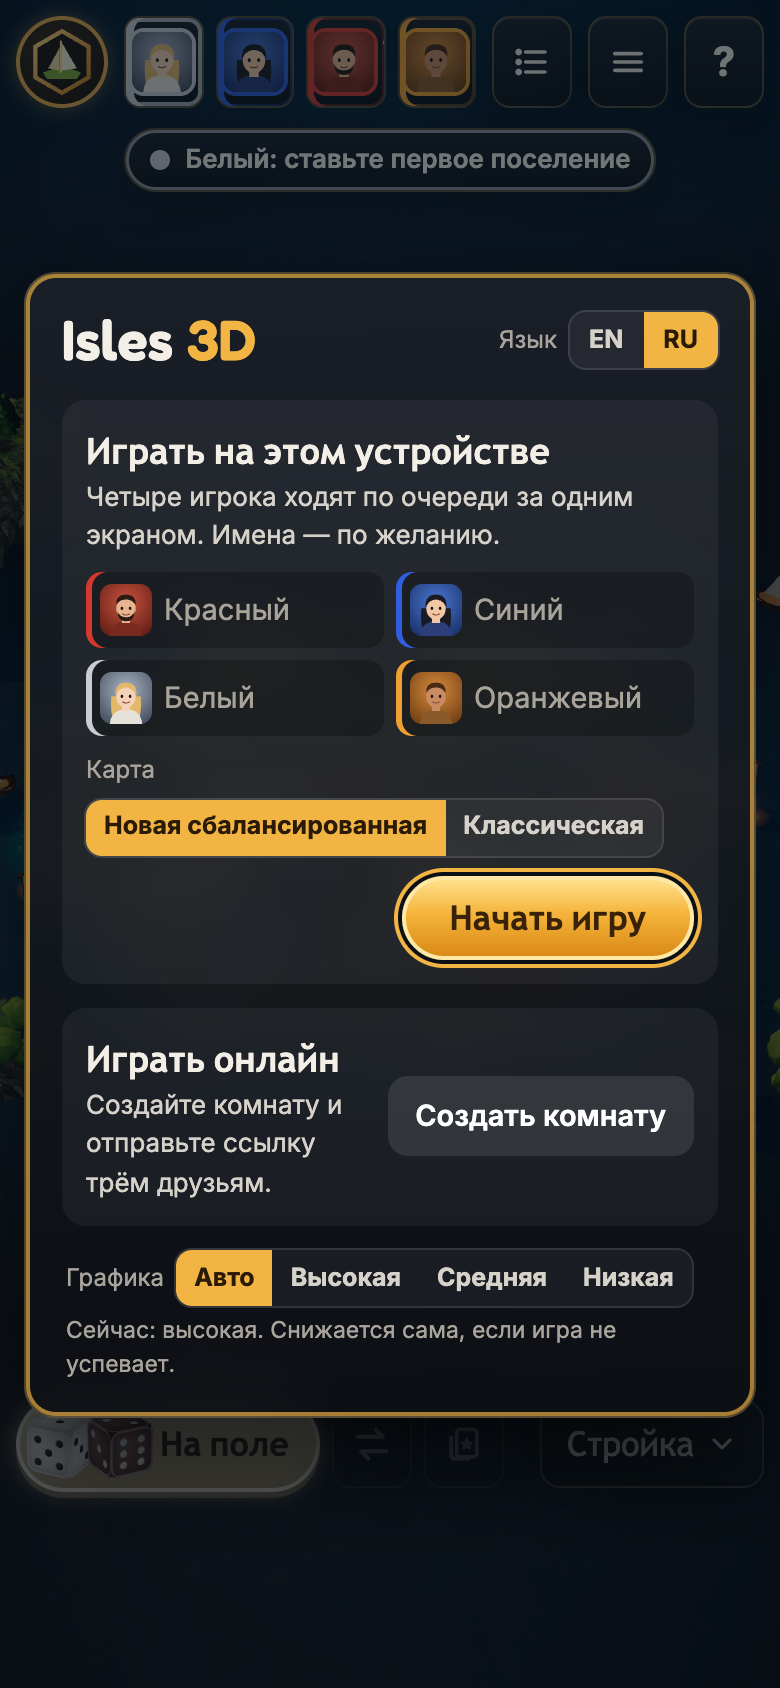 ?
Белый: ставьте первое поселение
Isles 3D
Язык EN RU
Играть на этом устройстве
Четыре игрока ходят по очереди за одним
экраном. Имена — по желанию.
Красный Синий
Белый Оранжевый
Карта
Новая сбалансированная Классическая
Начать игру
Играть онлайн
Создайте комнату и
отправьте ссылку
трём друзьям.
Создать комнату
Графика Авто Высокая Средняя Низкая
Сейчас: высокая. Снижается сама, если игра не
успевает.
На поле Стройка